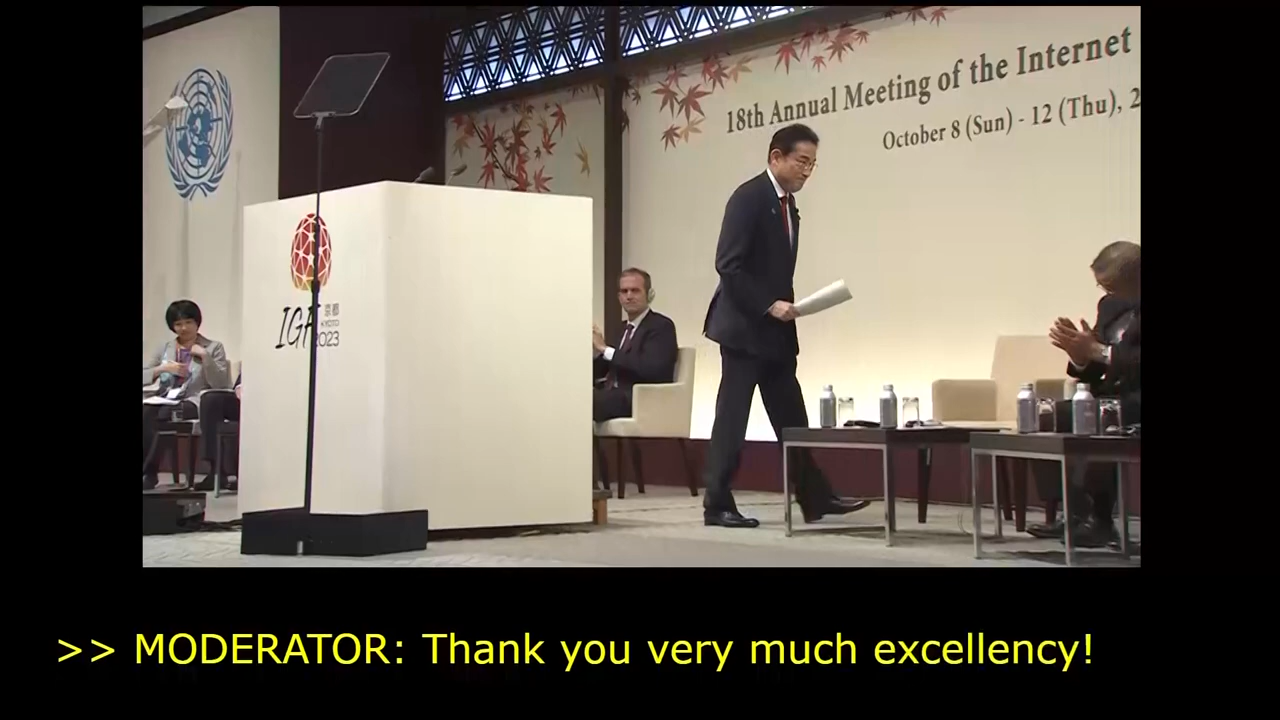 18th Annual Meeting of the Internet
October 8 (Sun) - 12 (Thu), 2
IGF 京都
KYOTO
2023
>> MODERATOR: Thank you very much excellency!